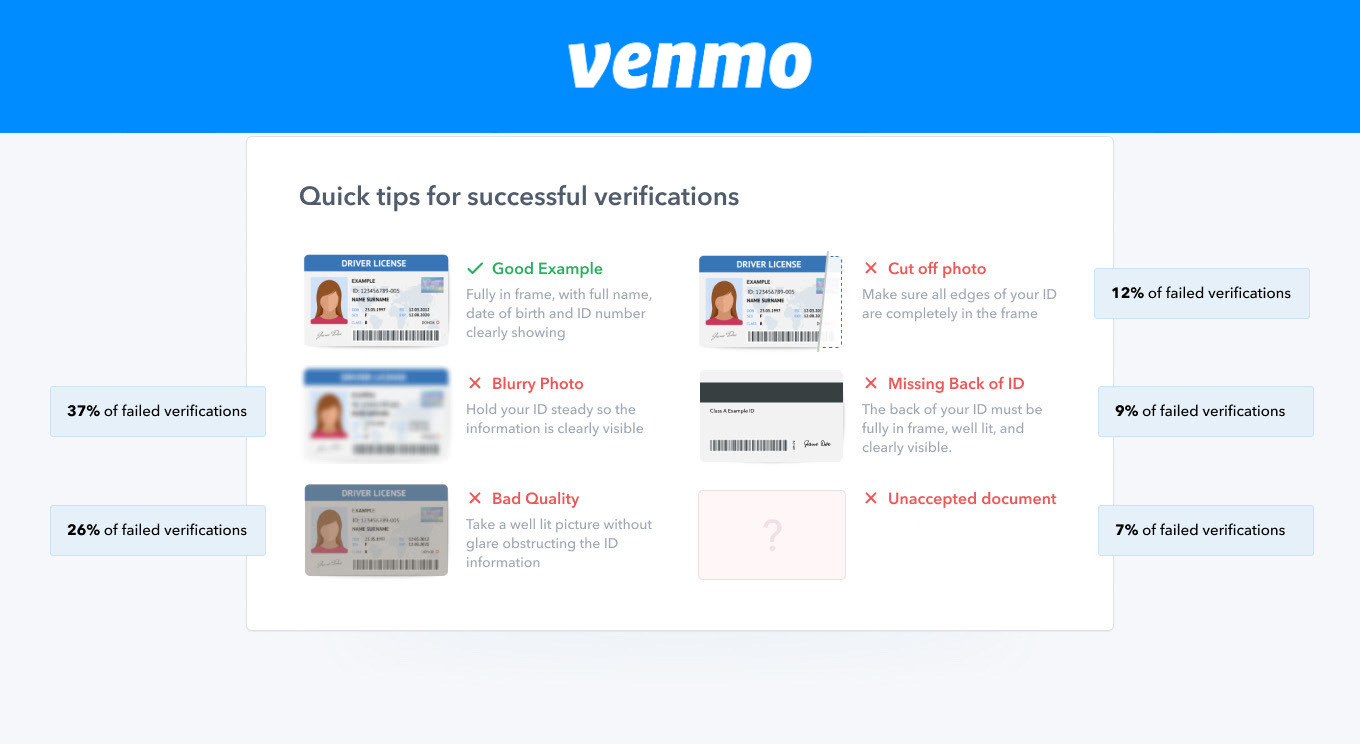 venmo
Quick tips for successful verifications
DRIVER LICENSE
EXAMPLE
ID: 123456789-005
NAME SURNAME
Good Example
Fully in frame, with full name,
date of birth and ID number
clearly showing
DRIVER LICENSE
EXAMPLE
ID: 123456789-005
NAME SURNAME
Cut off photo
Make sure all edges of your ID
are completely in the frame
12% of failed verifications
37% of failed verifications
Blurry Photo
Hold your ID steady so the
information is clearly visible
Class A Example ID
Missing Back of ID
The back of your ID must be
fully in frame, well lit, and
clearly visible.
9% of failed verifications
26% of failed verifications
DRIVER LICENSE
EXAMPLE
ID: 123456789-005
NAME SURNAME
Bad Quality
Take a well lit picture without
glare obstructing the ID
information
?
Unaccepted document
7% of failed verifications